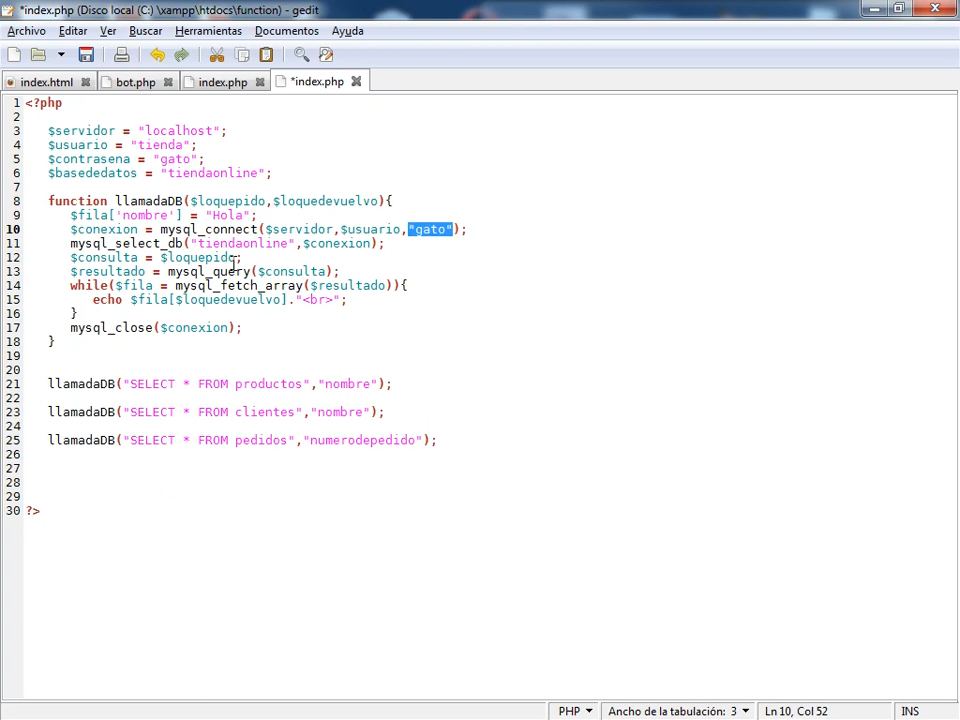 *index.php (Disco local (C:) \xampp\htdocs\function) - gedit
Archivo Editar Ver Buscar Herramientas Documentos Ayuda
index.html bot.php index.php *index.php
1 <?php
2
3 $servidor = "localhost";
4 $usuario = "tienda";
5 $contrasena = "gato";
6 $basededatos = "tiendaonline";
7
8 function llamadaDB($loquepido,$loquedevuelvo){
9 $fila['nombre'] = "Hola";
10 $conexion = mysql_connect($servidor,$usuario,"gato");
11 mysql_select_db("tiendaonline",$conexion);
12 $consulta = $loquepido;
13 $resultado = mysql_query($consulta);
14 while($fila = mysql_fetch_array($resultado)){
15 echo $fila[$loquedevuelvo]."<br>";
16 }
17 mysql_close($conexion);
18 }
19
20
21 llamadaDB("SELECT * FROM productos","nombre");
22
23 llamadaDB("SELECT * FROM clientes","nombre");
24
25 llamadaDB("SELECT * FROM pedidos","numerodepedido");
26
27
28
29
30 ?>
PHP Ancho de la tabulación: 3 Ln 10, Col 52 INS